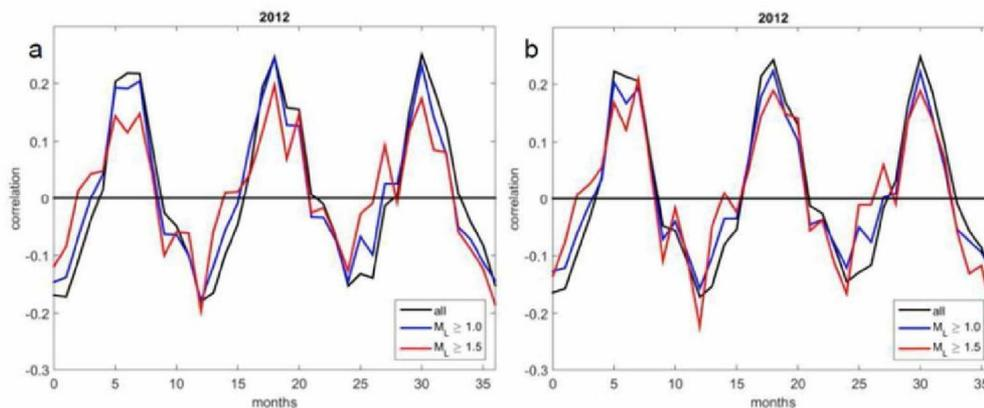 2012
a
correlation
0.2
0.1
0
-0.1
-0.2
-0.3
0 5 10 15 20 25 30 35
months
all
M_L ≥ 1.0
M_L ≥ 1.5
2012
b
correlation
0.2
0.1
0
-0.1
-0.2
-0.3
0 5 10 15 20 25 30 35
months
all
M_L ≥ 1.0
M_L ≥ 1.5